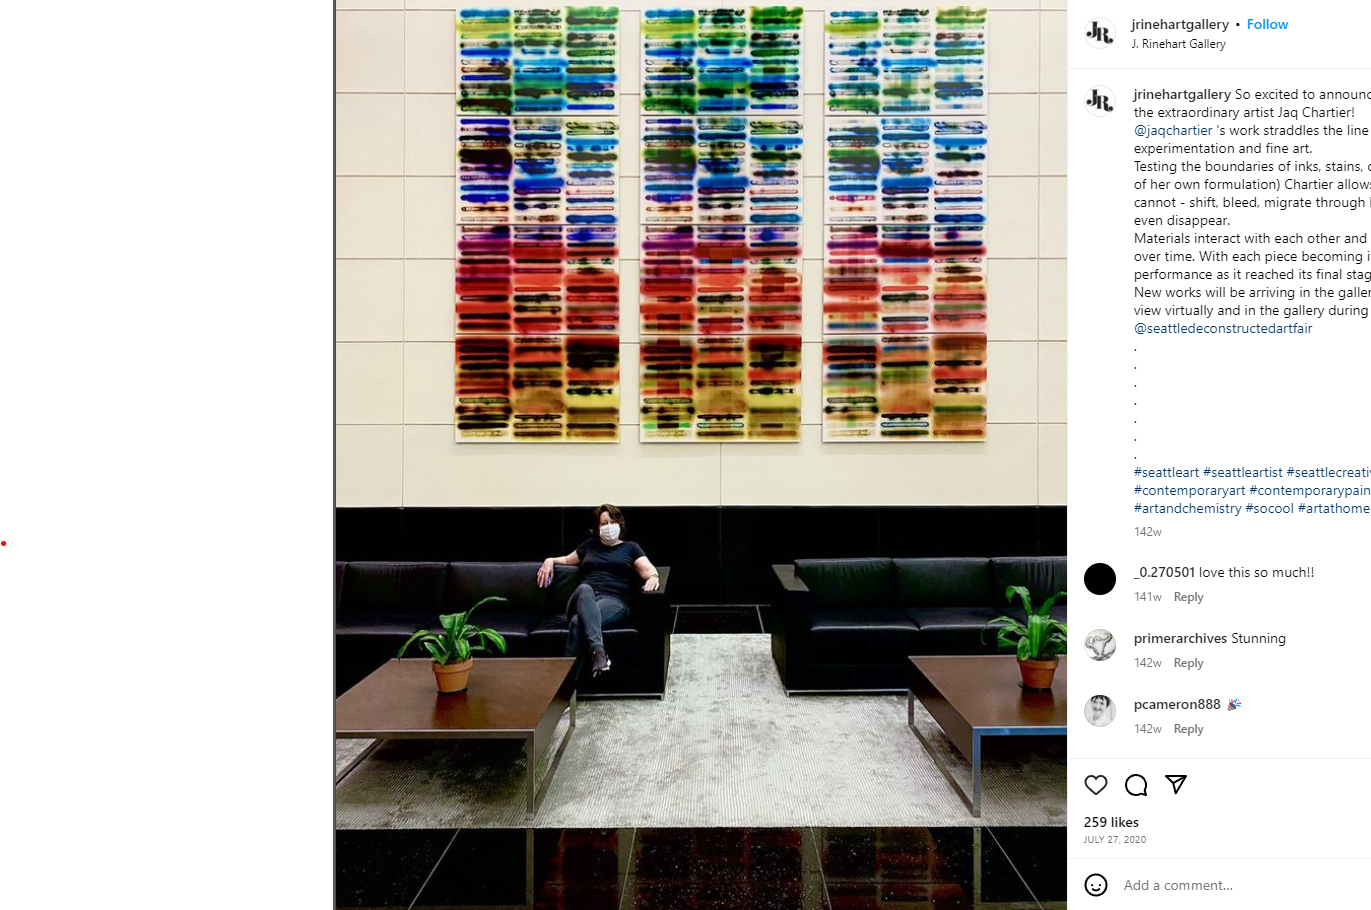 jrinehartgallery • Follow
J. Rinehart Gallery
jrinehartgallery So excited to announc
the extraordinary artist Jaq Chartier!
@jaqchartier 's work straddles the line
experimentation and fine art.
Testing the boundaries of inks, stains,
of her own formulation) Chartier allow
cannot - shift, bleed, migrate through
even disappear.
Materials interact with each other and
over time. With each piece becoming i
performance as it reached its final stag
New works will be arriving in the galler
view virtually and in the gallery during
@seattledeconstructedartfair
.
.
.
.
.
.
.
#seattleart #seattleartist #seattlecreati
#contemporaryart #contemporarypain
#artandchemistry #socool #artathome
142w
_0.270501 love this so much!!
141w Reply
primerarchives Stunning
142w Reply
pcameron888 🎉
142w Reply
259 likes
JULY 27, 2020
Add a comment...